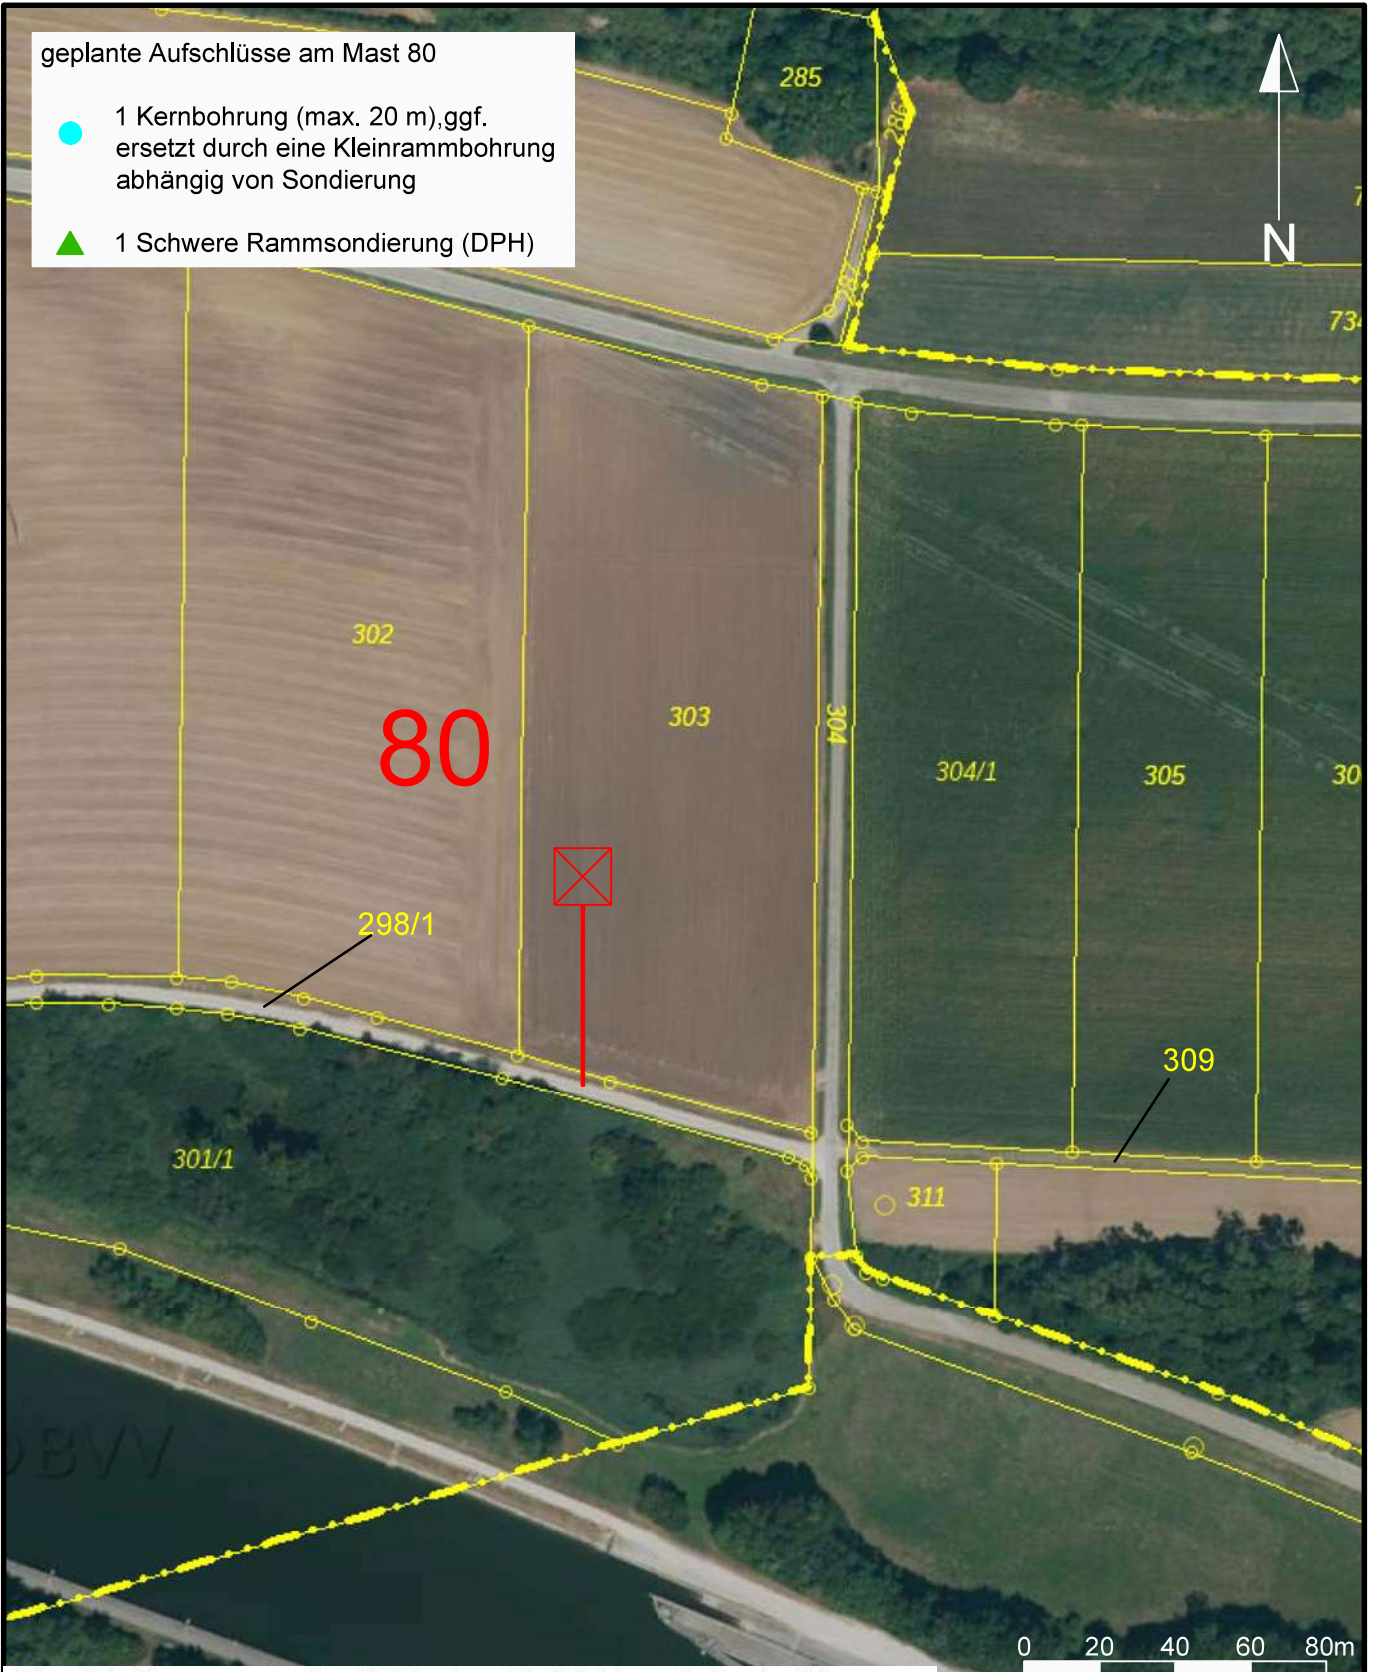 geplante Aufschlüsse am Mast 80
1 Kernbohrung (max. 20 m),ggf.
ersetzt durch eine Kleinrammbohrung
abhängig von Sondierung
1 Schwere Rammsondierung (DPH)
285
286
N
302
303
304
80
304/1
305
298/1
309
301/1
311
0 20 40 60 80m